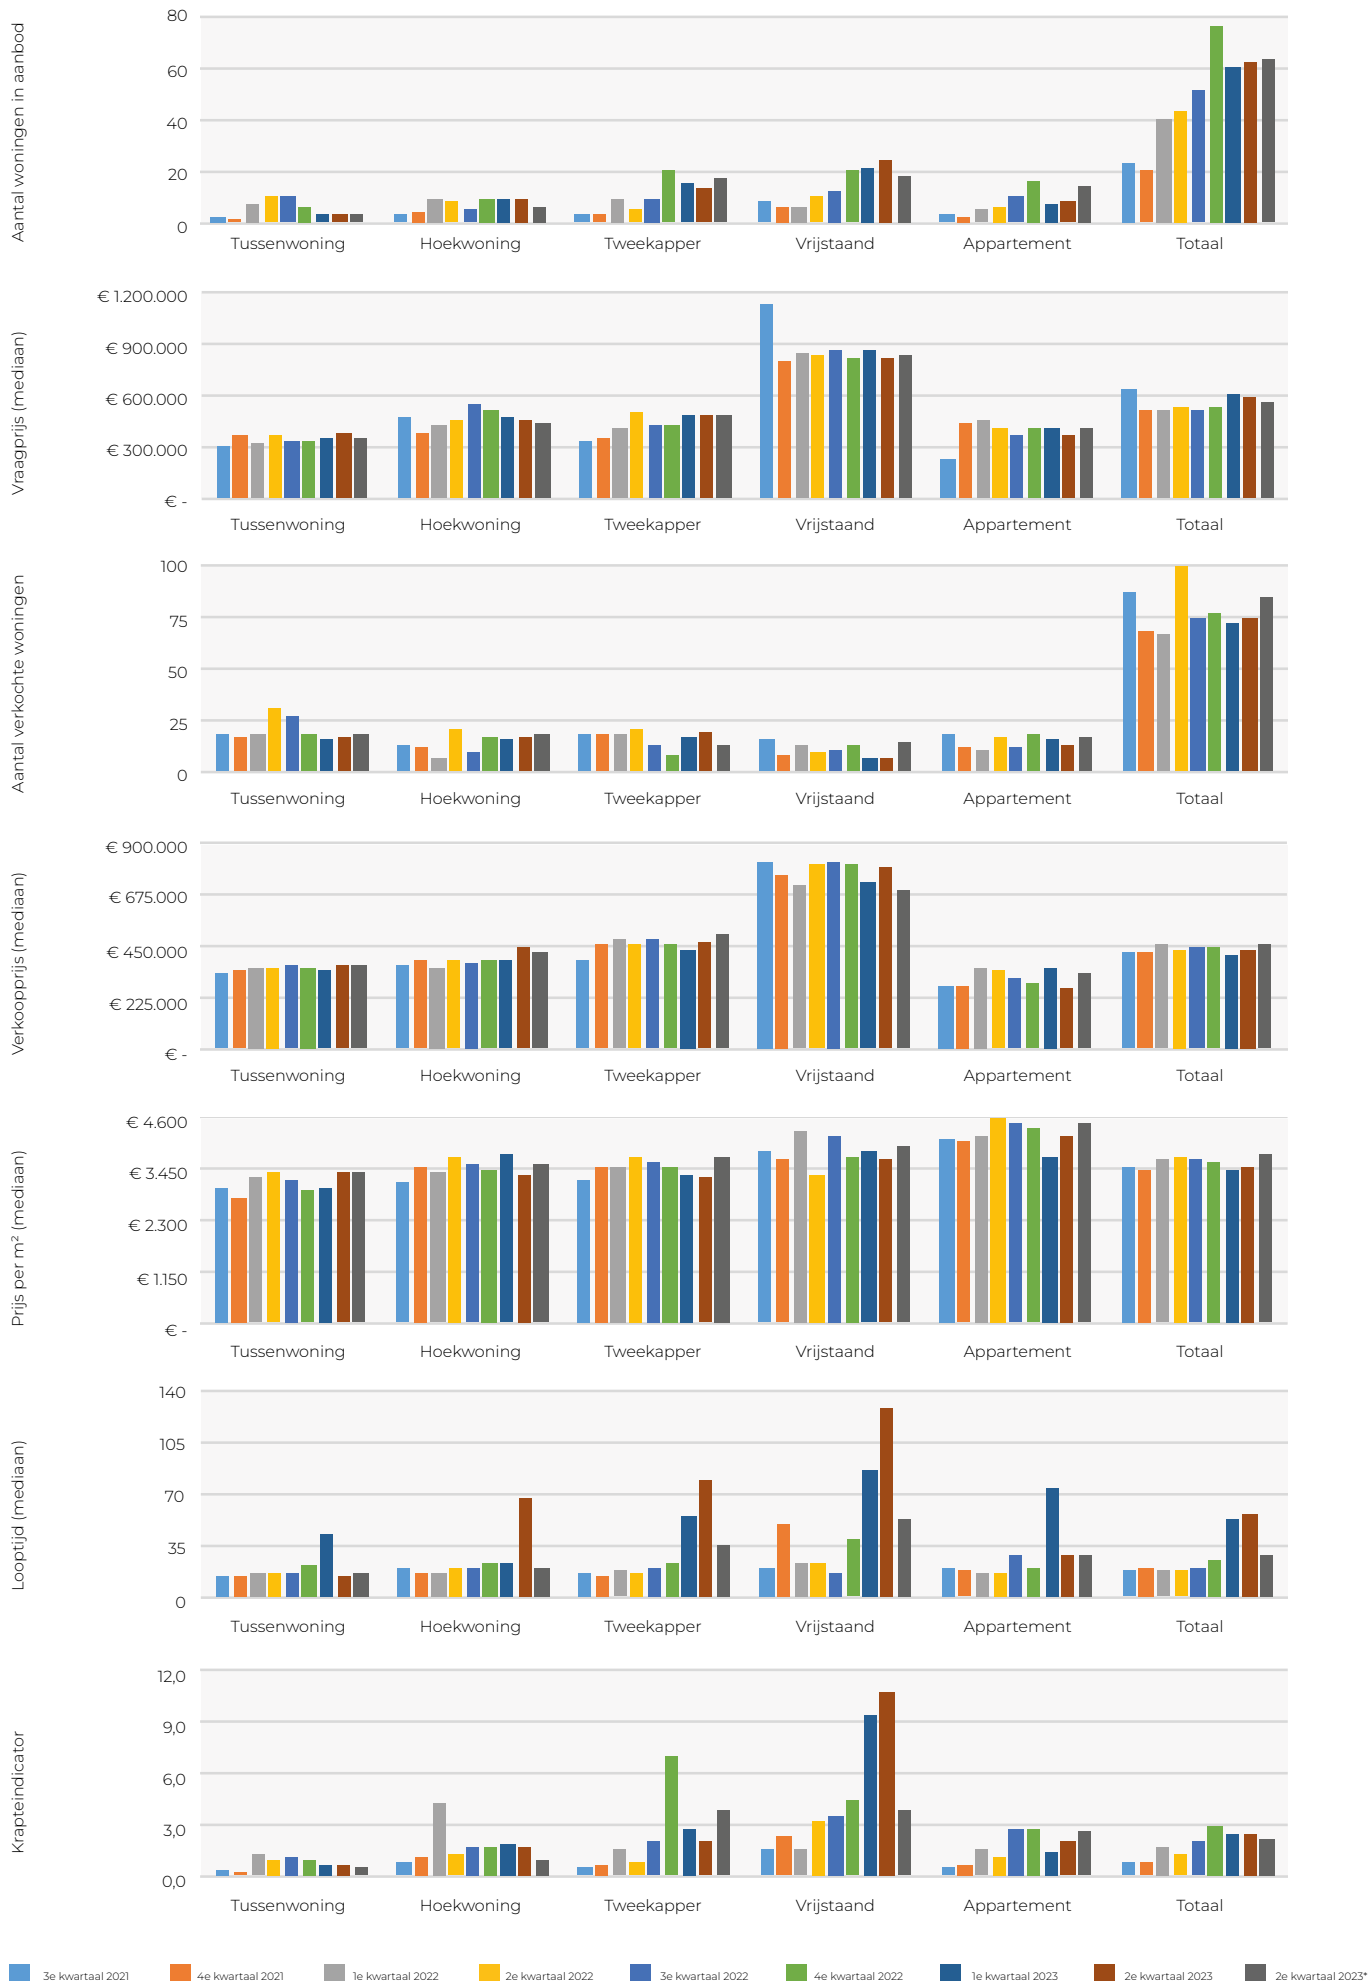 Aantal woningen in aanbod
80
60
40
20
0
Tussenwoning Hoekwoning Tweekapper Vrijstaand Appartement Totaal
Vraagprijs (mediaan)
€ 1.200.000
€ 900.000
€ 600.000
€ 300.000
€ -
Tussenwoning Hoekwoning Tweekapper Vrijstaand Appartement Totaal
Aantal verkochte woningen
100
75
50
25
0
Tussenwoning Hoekwoning Tweekapper Vrijstaand Appartement Totaal
Verkoopprijs (mediaan)
€ 900.000
€ 675.000
€ 450.000
€ 225.000
€ -
Tussenwoning Hoekwoning Tweekapper Vrijstaand Appartement Totaal
Prijs per m² (mediaan)
€ 4.600
€ 3.450
€ 2.300
€ 1.150
€ -
Tussenwoning Hoekwoning Tweekapper Vrijstaand Appartement Totaal
Looptijd (mediaan)
140
105
70
35
0
Tussenwoning Hoekwoning Tweekapper Vrijstaand Appartement Totaal
Krapteindicator
12,0
9,0
6,0
3,0
0,0
Tussenwoning Hoekwoning Tweekapper Vrijstaand Appartement Totaal
3e kwartaal 2021 4e kwartaal 2021 1e kwartaal 2022 2e kwartaal 2022 3e kwartaal 2022 4e kwartaal 2022 1e kwartaal 2023 2e kwartaal 2023 2e kwartaal 2023*